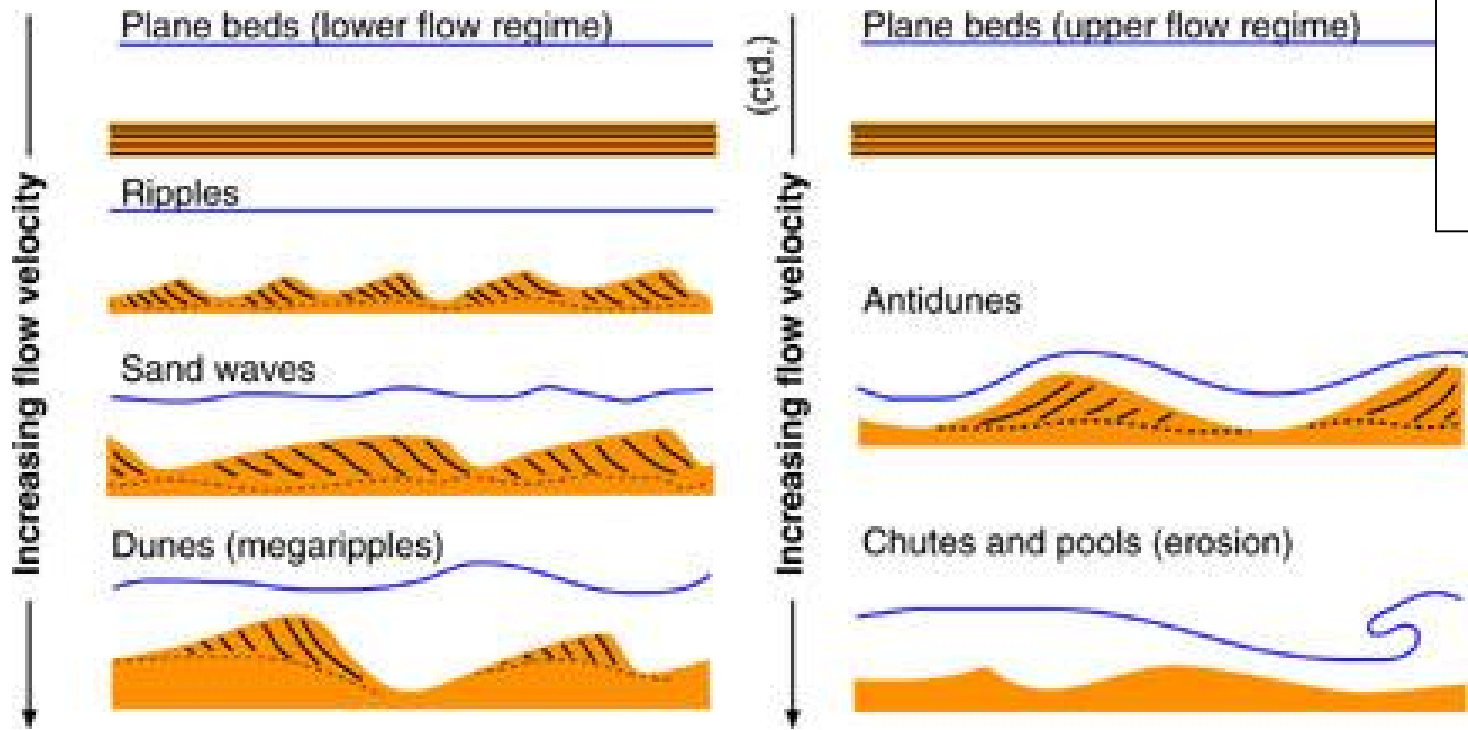 Increasing flow velocity
Plane beds (lower flow regime)
Ripples
Sand waves
Dunes (megaripples)
(ctd.)
Increasing flow velocity
Plane beds (upper flow regime)
Antidunes
Chutes and pools (erosion)